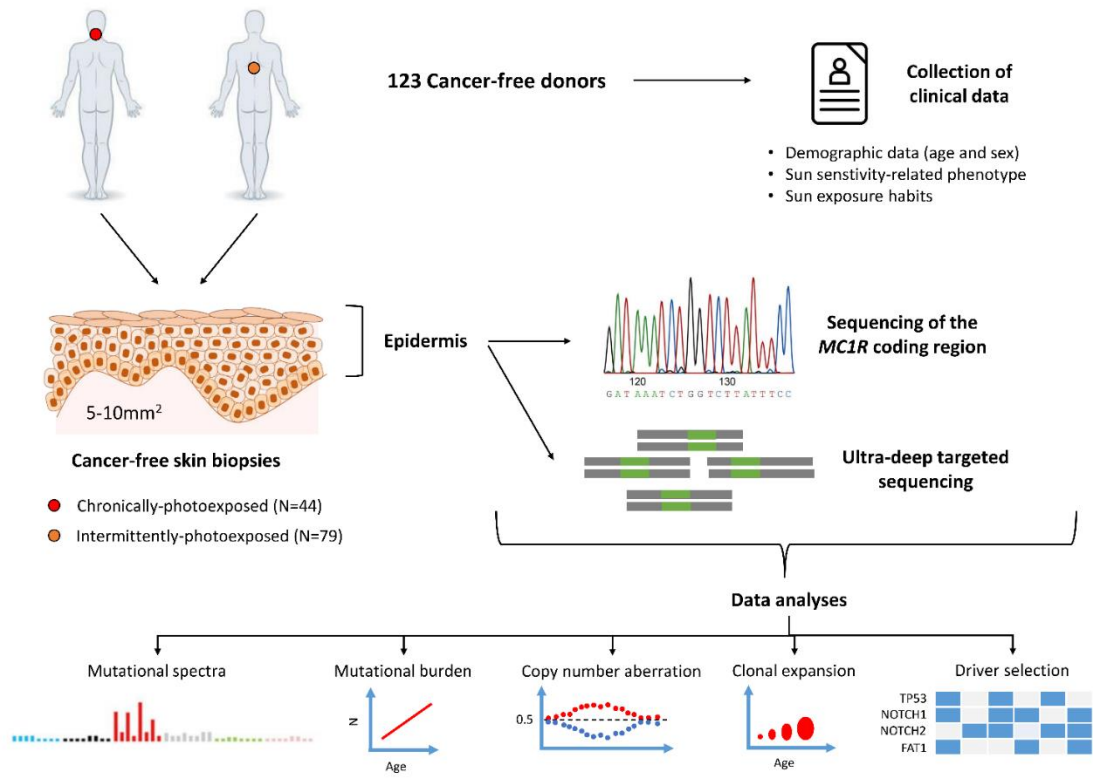 123 Cancer-free donors
Collection of
clinical data
• Demographic data (age and sex)
• Sun senstivity-related phenotype
• Sun exposure habits
5-10mm²
Epidermis
Sequencing of the
MC1R coding region
120 130
GATAAATCTGGTCTTATTTCC
Cancer-free skin biopsies
Chronically-photoexposed (N=44)
Intermittently-photoexposed (N=79)
Ultra-deep targeted
sequencing
Data analyses
Mutational spectra
Mutational burden
N
Age
Copy number aberration
0.5
Clonal expansion
Age
Driver selection
TP53
NOTCH1
NOTCH2
FAT1